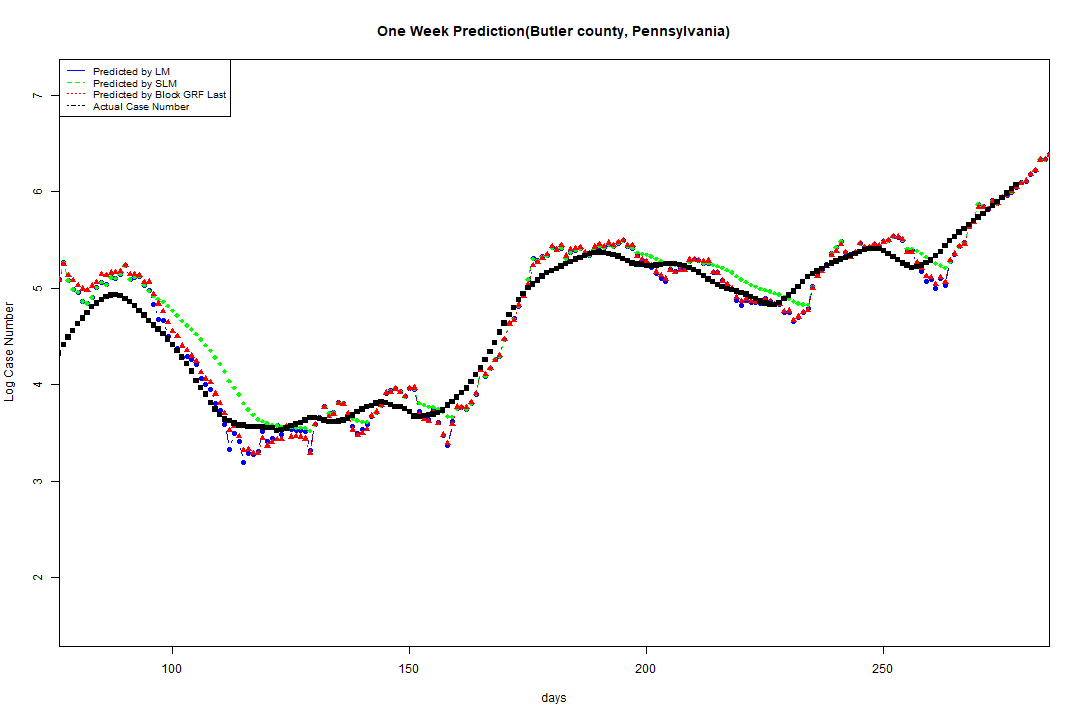 One Week Prediction(Butler county, Pennsylvania)
Predicted by LM
Predicted by SLM
Predicted by Block GRF Last
Actual Case Number
7
6
5
4
3
2
Log Case Number
100 150 200 250
days